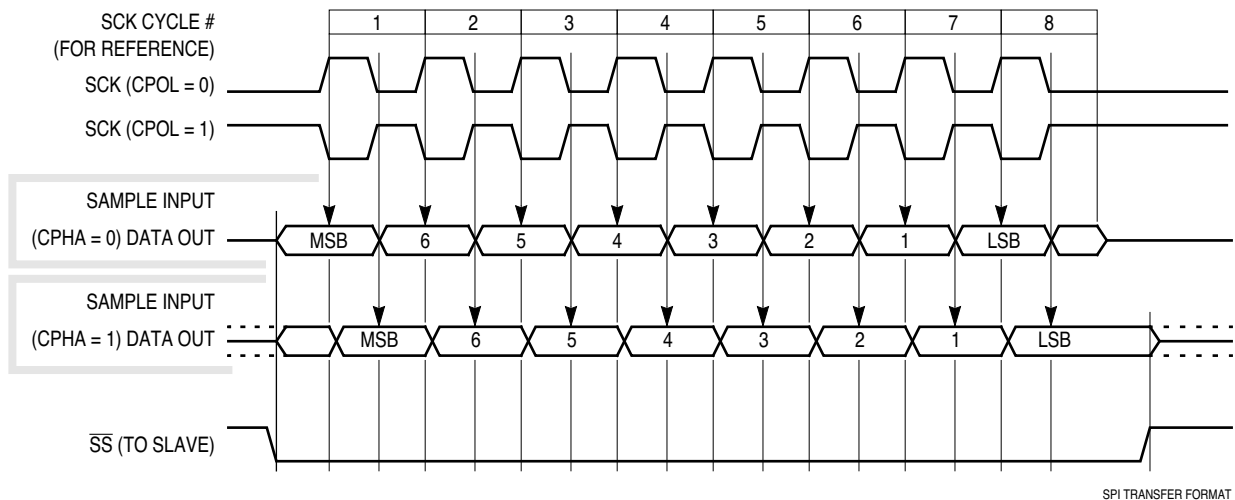 SCK CYCLE # 1 2 3 4 5 6 7 8
(FOR REFERENCE)
SCK (CPOL = 0)
SCK (CPOL = 1)
SAMPLE INPUT
(CPHA = 0) DATA OUT MSB 6 5 4 3 2 1 LSB
SAMPLE INPUT
(CPHA = 1) DATA OUT MSB 6 5 4 3 2 1 LSB
SS (TO SLAVE)
SPI TRANSFER FORMAT